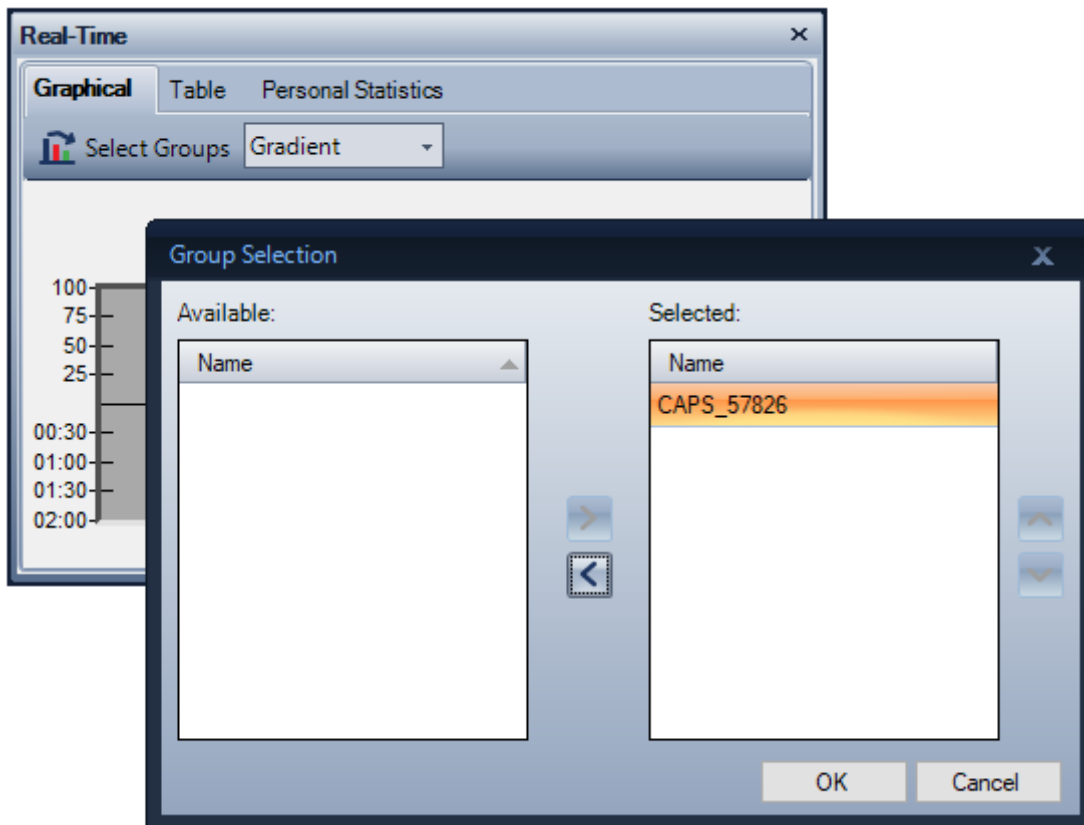 Real-Time
Graphical Table Personal Statistics
Select Groups Gradient
Group Selection
100
75
50
25
00:30
01:00
01:30
02:00
Available:
Selected:
Name
Name
CAPS_57826
OK Cancel